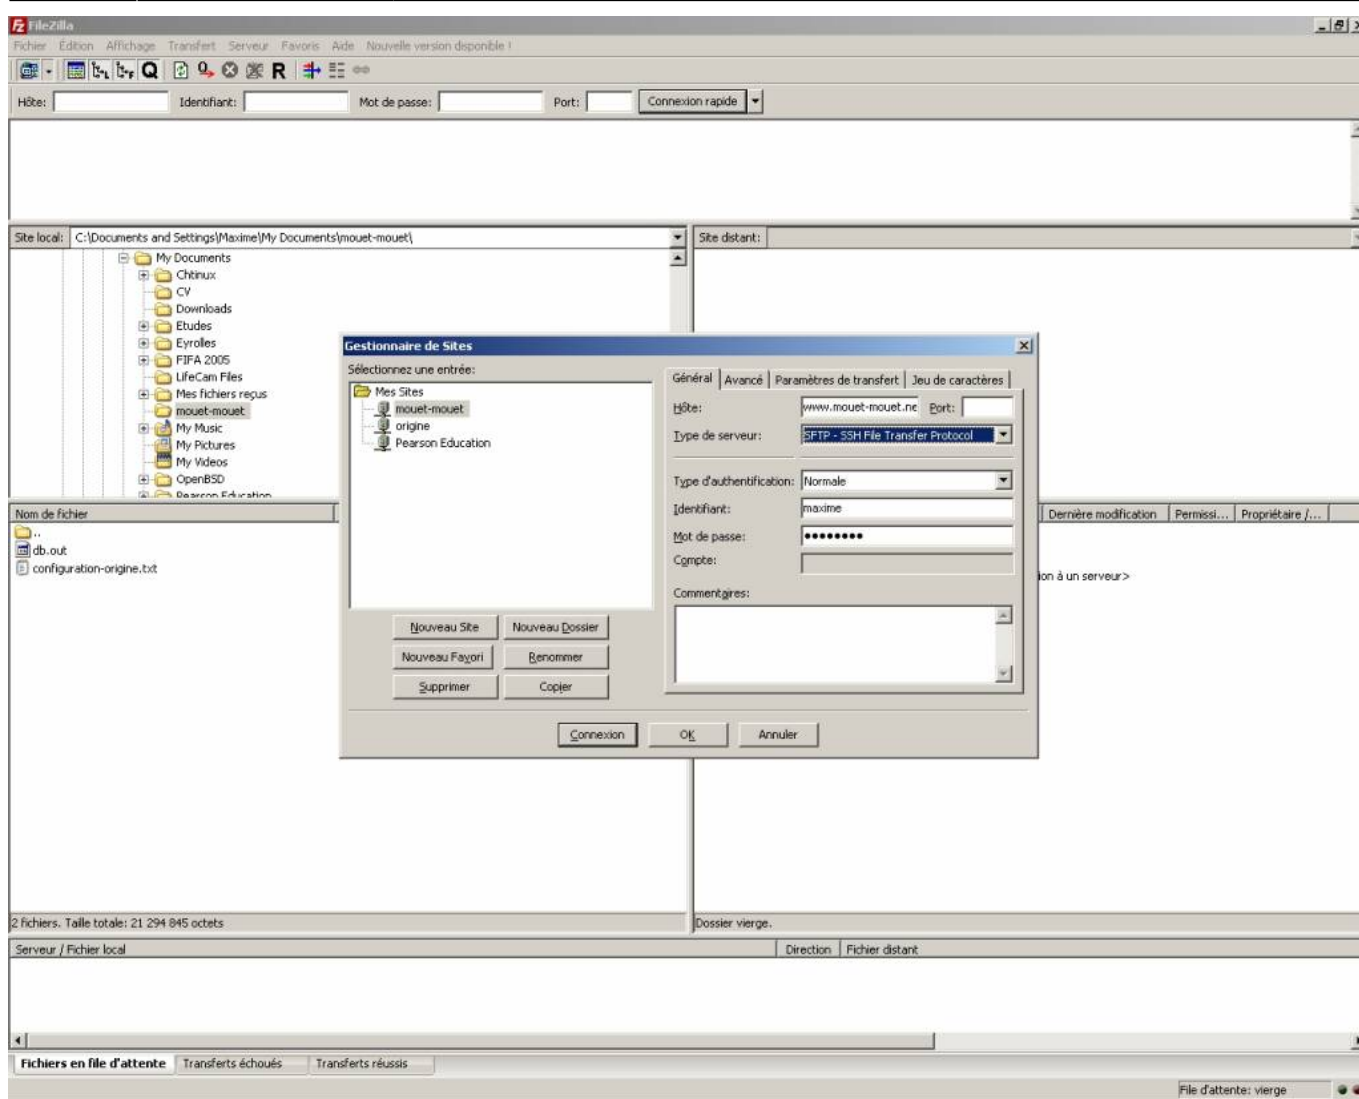 FileZilla
Fichier Édition Affichage Transfert Serveur Favoris Aide Nouvelle version disponible !
Hôte: Identifiant: Mot de passe: Port: Connexion rapide
Site local: C:\Documents and Settings\Maxime\My Documents\mouet-mouet\
Site distant:
My Documents
Chtinux
CV
Downloads
Etudes
Eyrolles
FIFA 2005
LifeCam Files
Mes fichiers reçus
mouet-mouet
My Music
My Pictures
My Videos
OpenBSD
Pearson Education
Nom de fichier
..
db.out
configuration-origine.txt
2 fichiers. Taille totale: 21 294 845 octets
Gestionnaire de Sites
Sélectionnez une entrée:
Mes Sites
mouet-mouet
origine
Pearson Education
Nouveau Site Nouveau Dossier
Nouveau Favori Renommer
Supprimer Copier
Général Avancé Paramètres de transfert Jeu de caractères
Hôte: www.mouet-mouet.ne Port:
Type de serveur: SFTP - SSH File Transfer Protocol
Type d'authentification: Normale
Identifiant: maxime
Mot de passe: ●●●●●●●●
Compte:
Commentaires:
Connexion OK Annuler
Dernière modification Permissi... Propriétaire /...
ion à un serveur>
Dossier vierge.
Serveur / Fichier local Direction Fichier distant
Fichiers en file d'attente Transferts échoués Transferts réussis
File d'attente: vierge